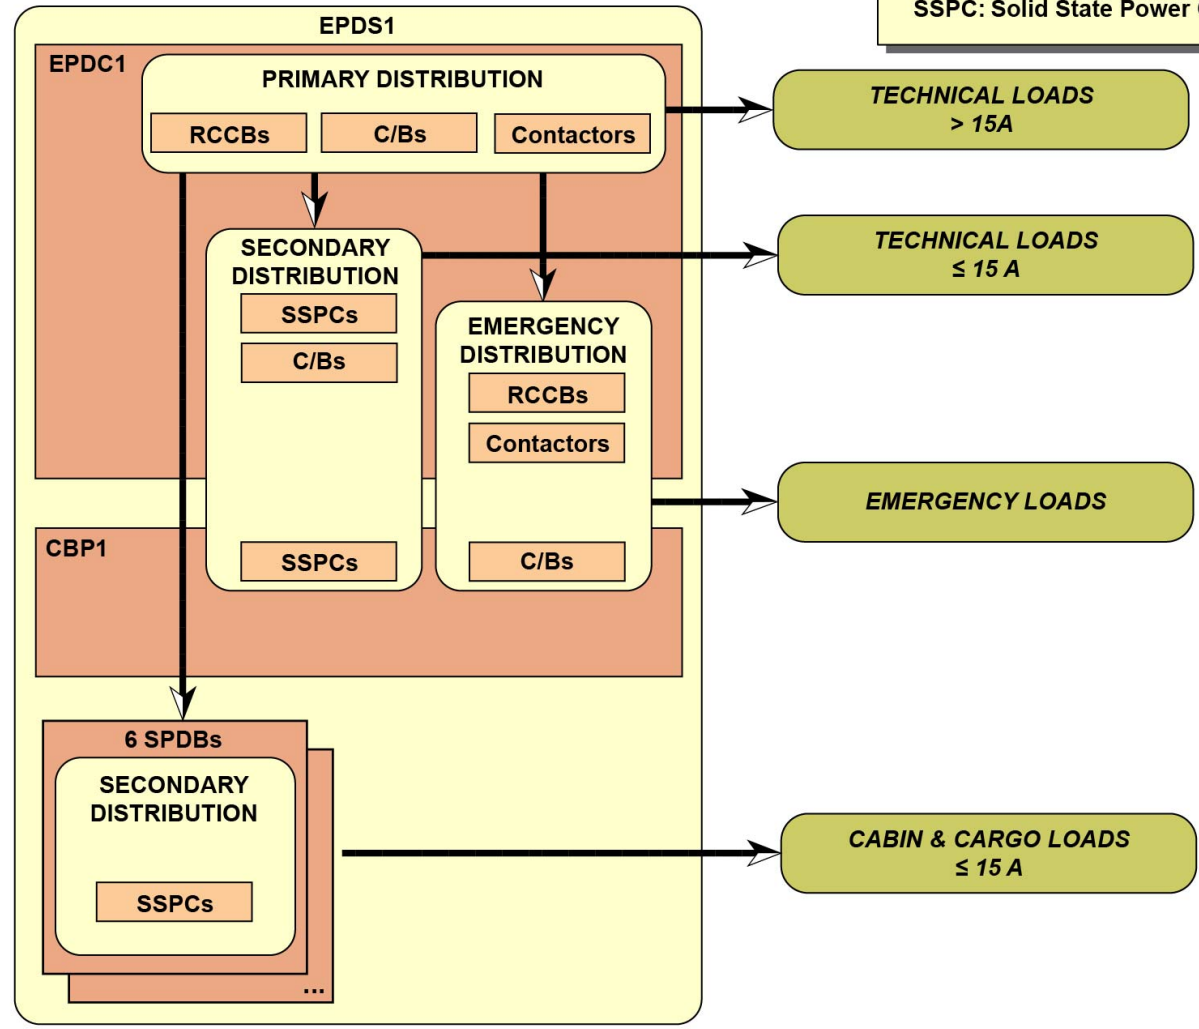 SSPC: Solid State Power
EPDS1
EPDC1
PRIMARY DISTRIBUTION
RCCBs
C/Bs
Contactors
TECHNICAL LOADS
> 15A
SECONDARY
DISTRIBUTION
SSPCs
C/Bs
TECHNICAL LOADS
≤ 15 A
EMERGENCY
DISTRIBUTION
RCCBs
Contactors
EMERGENCY LOADS
CBP1
SSPCs
C/Bs
6 SPDBs
SECONDARY
DISTRIBUTION
SSPCs
...
CABIN & CARGO LOADS
≤ 15 A